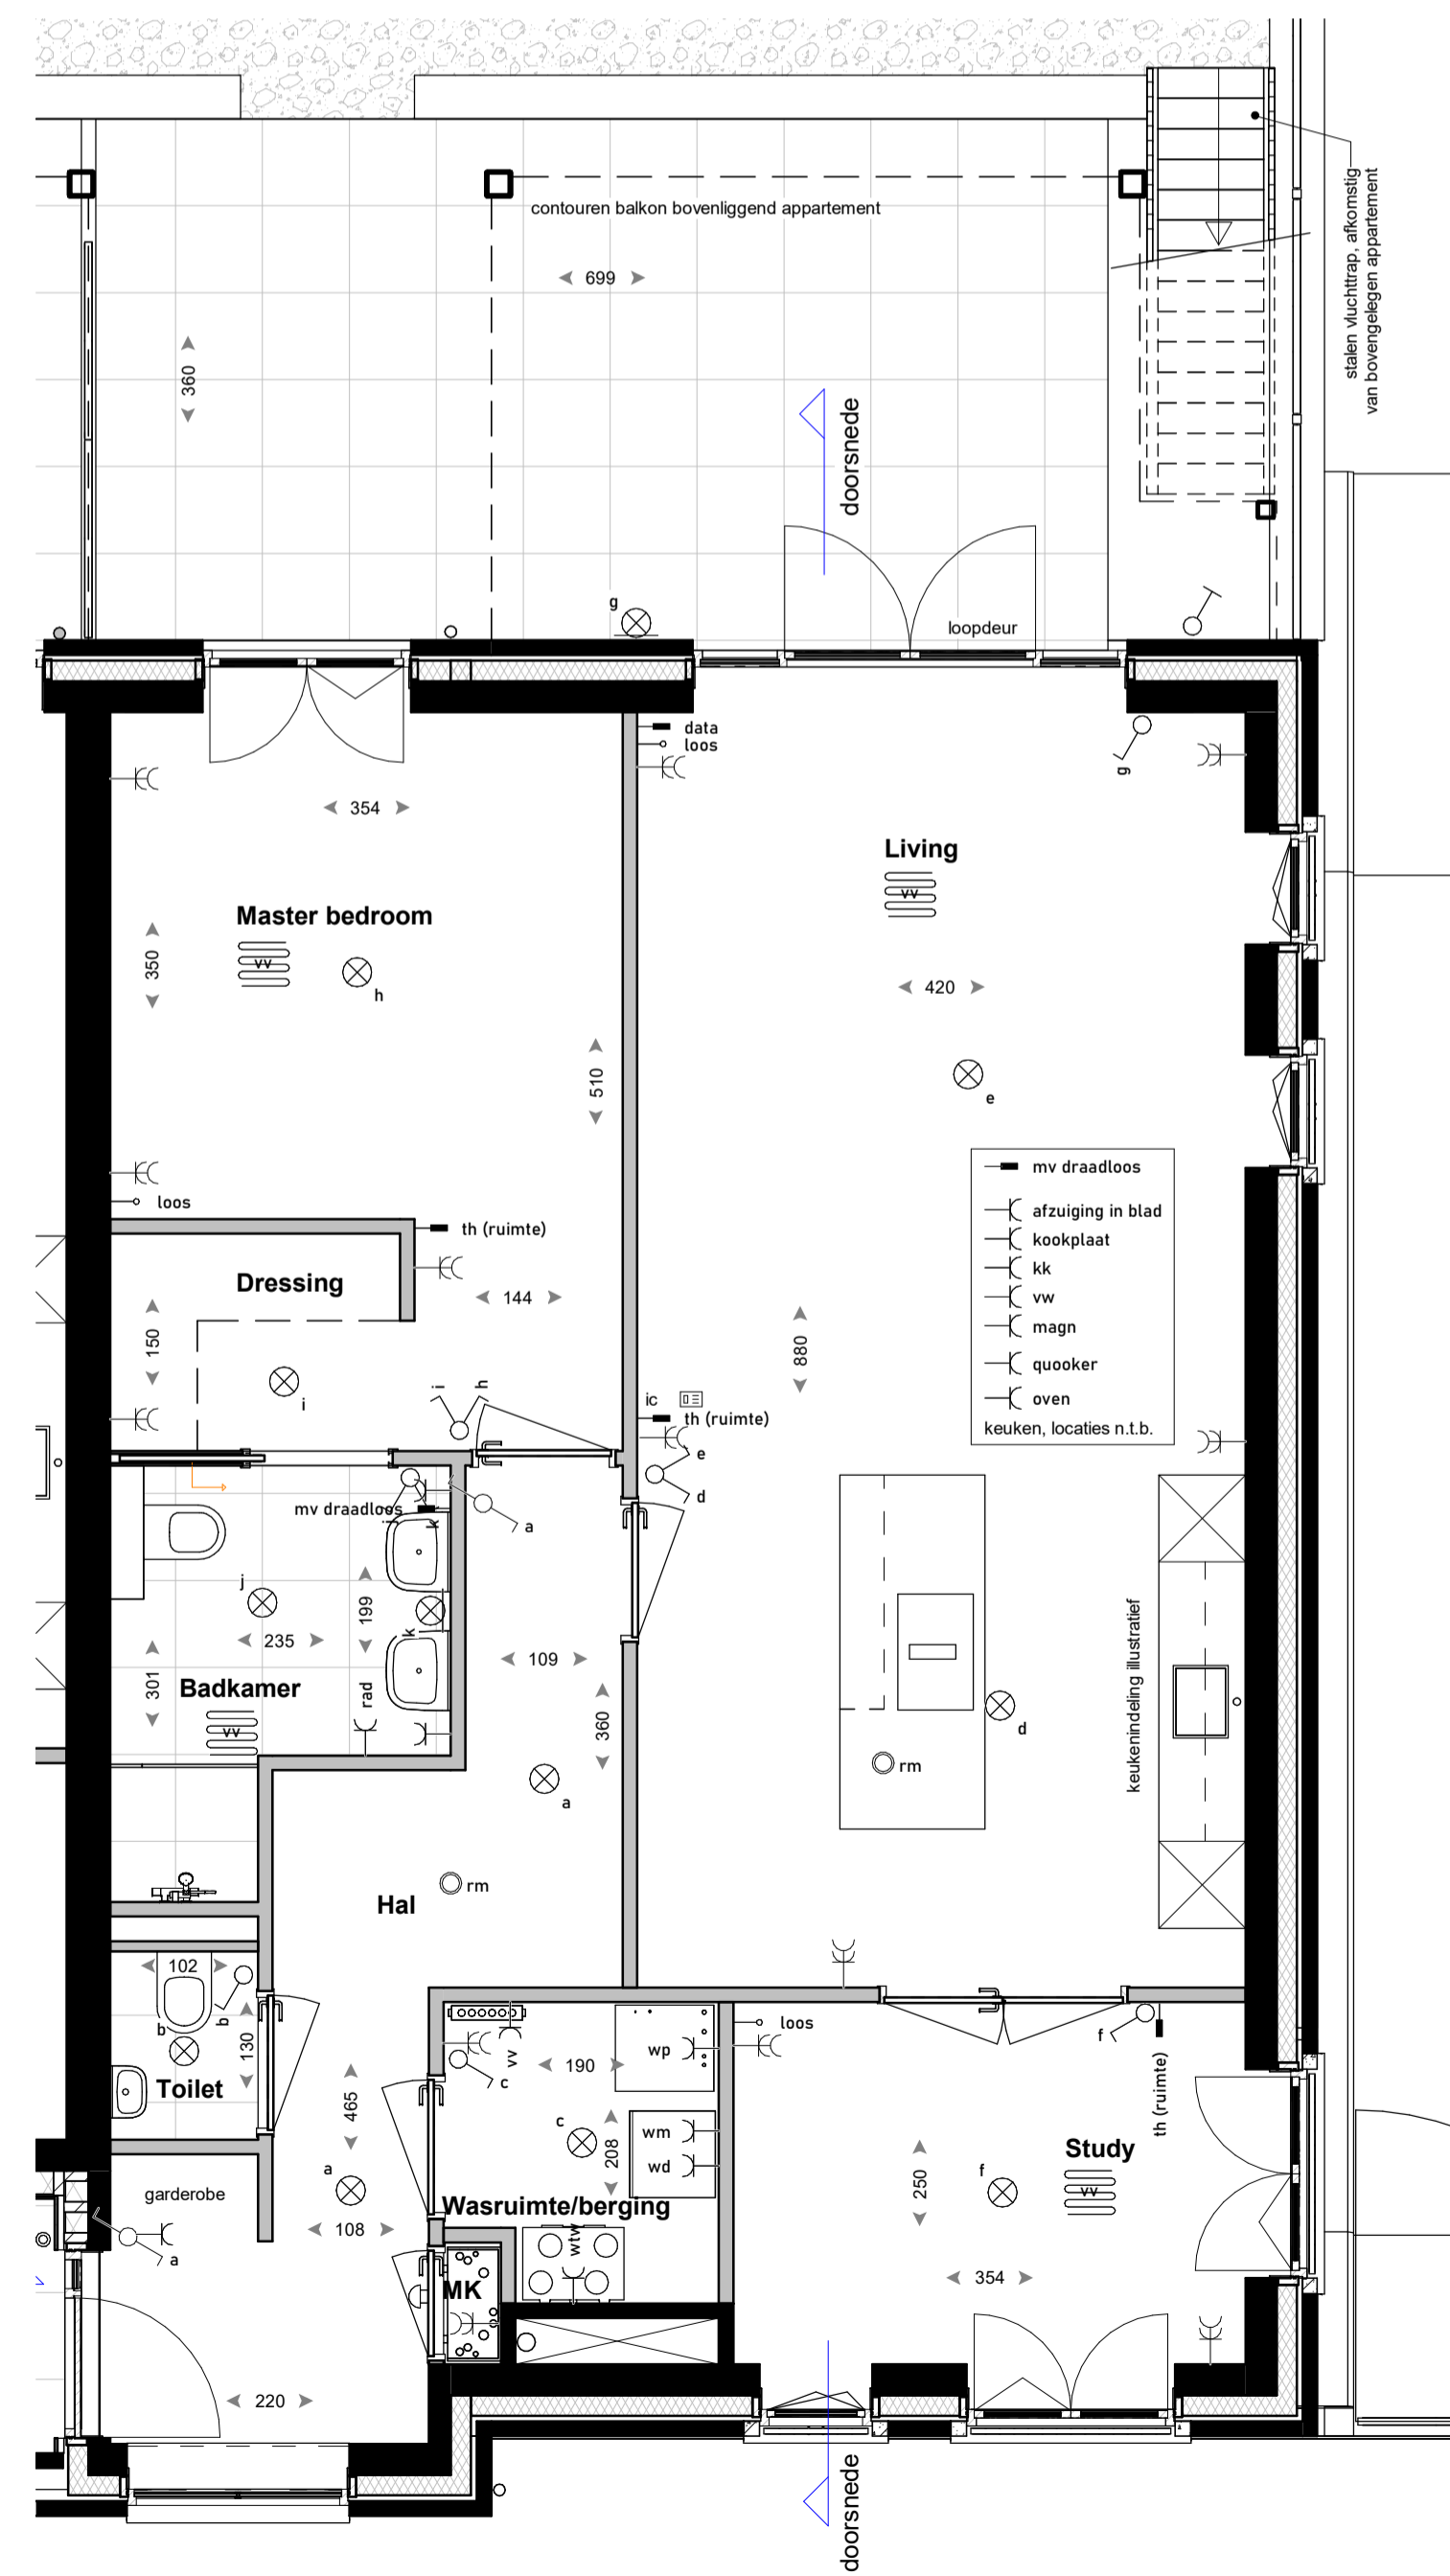 contouren balkon bovenliggend appartement
stalen vluchttrap, afkomstig
van bovengelegen appartement
699
360
doorsnede
g
loopdeur
data
loos
g
354
Living
vv
Master bedroom
vv
h
350
420
510
e
mv draadloos
afzuiging in blad
kookplaat
kk
vw
magn
quooker
oven
keuken, locaties n.t.b.
loos
th (ruimte)
Dressing
144
150
880
i
i
h
ic
th (ruimte)
e
d
mv draadloos
j
k
a
j
199
k
235
109
301
Badkamer
rad
vv
360
keukenindeling illustratief
d
rm
a
rm
Hal
102
b
b
130
Toilet
loos
f
th (ruimte)
vv
wp
190
c
465
c
208
wm
wd
Study
vv
f
250
a
garderobe
Wasruimte/berging
108
a
wtw
MK
354
220
doorsnede